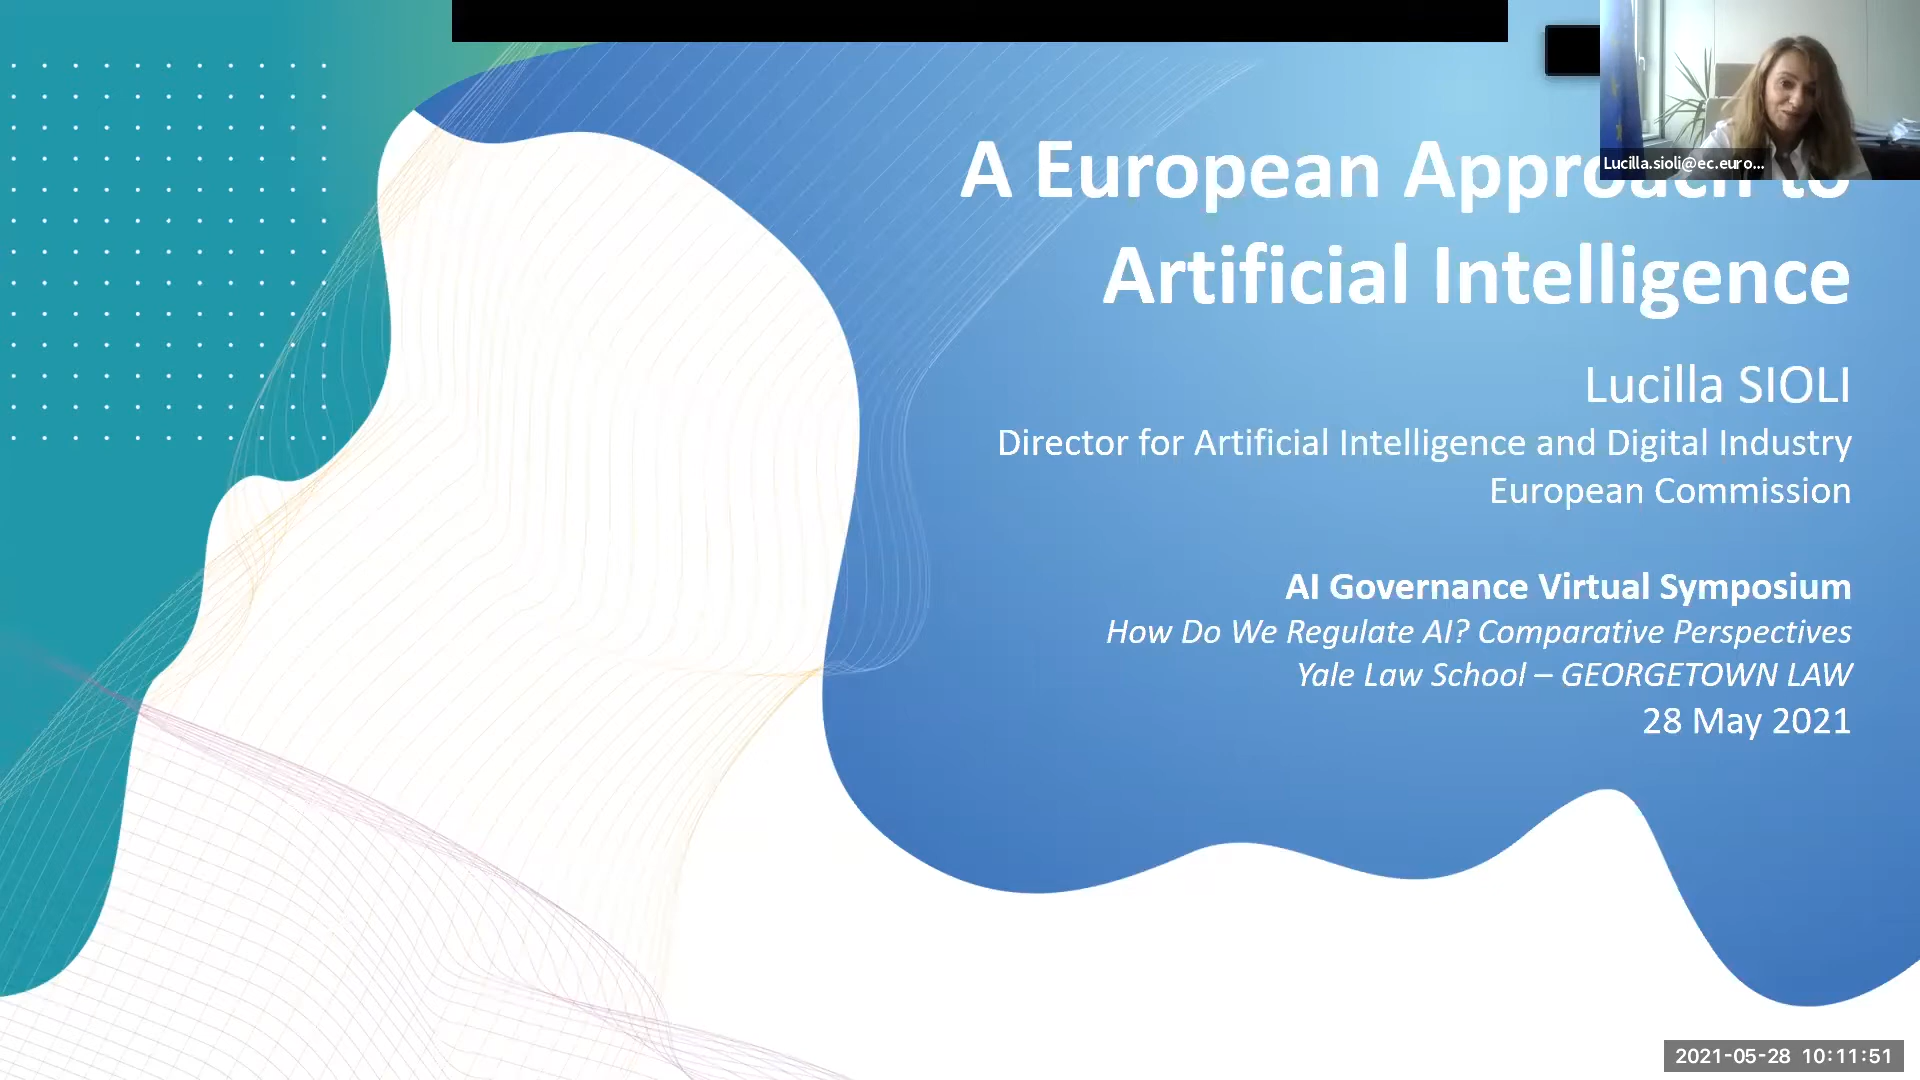 A European Approach to
Artificial Intelligence
Lucilla.sioli@ec.euro...
Lucilla SIOLI
Director for Artificial Intelligence and Digital Industry
European Commission
AI Governance Virtual Symposium
How Do We Regulate AI? Comparative Perspectives
Yale Law School – GEORGETOWN LAW
28 May 2021
2021-05-28 10:11:51